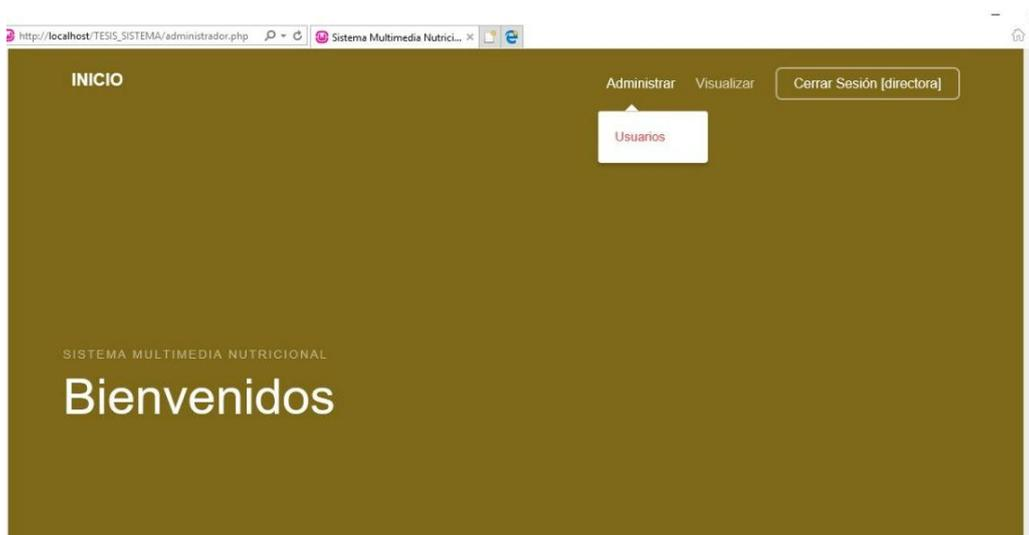 http://localhost/TESIS_SISTEMA/administrador.php
Sistema Multimedia Nutrici...
INICIO
Administrar
Visualizar
Cerrar Sesión [directora]
Usuarios
SISTEMA MULTIMEDIA NUTRICIONAL
Bienvenidos